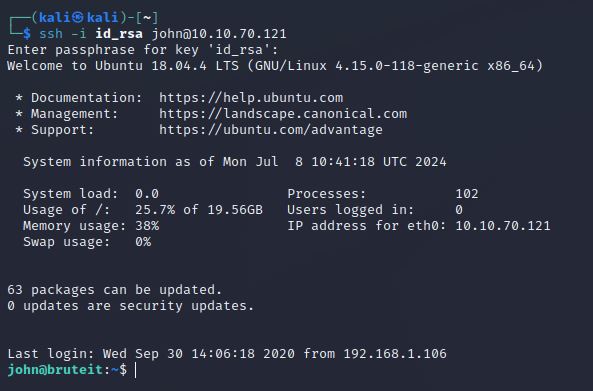 ┌──(kali㉿kali)-[~]
└─$ ssh -i id_rsa john@10.10.70.121
Enter passphrase for key 'id_rsa':
Welcome to Ubuntu 18.04.4 LTS (GNU/Linux 4.15.0-118-generic x86_64)

 * Documentation:  https://help.ubuntu.com
 * Management:     https://landscape.canonical.com
 * Support:        https://ubuntu.com/advantage

  System information as of Mon Jul  8 10:41:18 UTC 2024

  System load:  0.0                Processes:           102
  Usage of /:   25.7% of 19.56GB   Users logged in:     0
  Memory usage: 38%                IP address for eth0: 10.10.70.121
  Swap usage:   0%


63 packages can be updated.
0 updates are security updates.


Last login: Wed Sep 30 14:06:18 2020 from 192.168.1.106
john@bruteit:~$